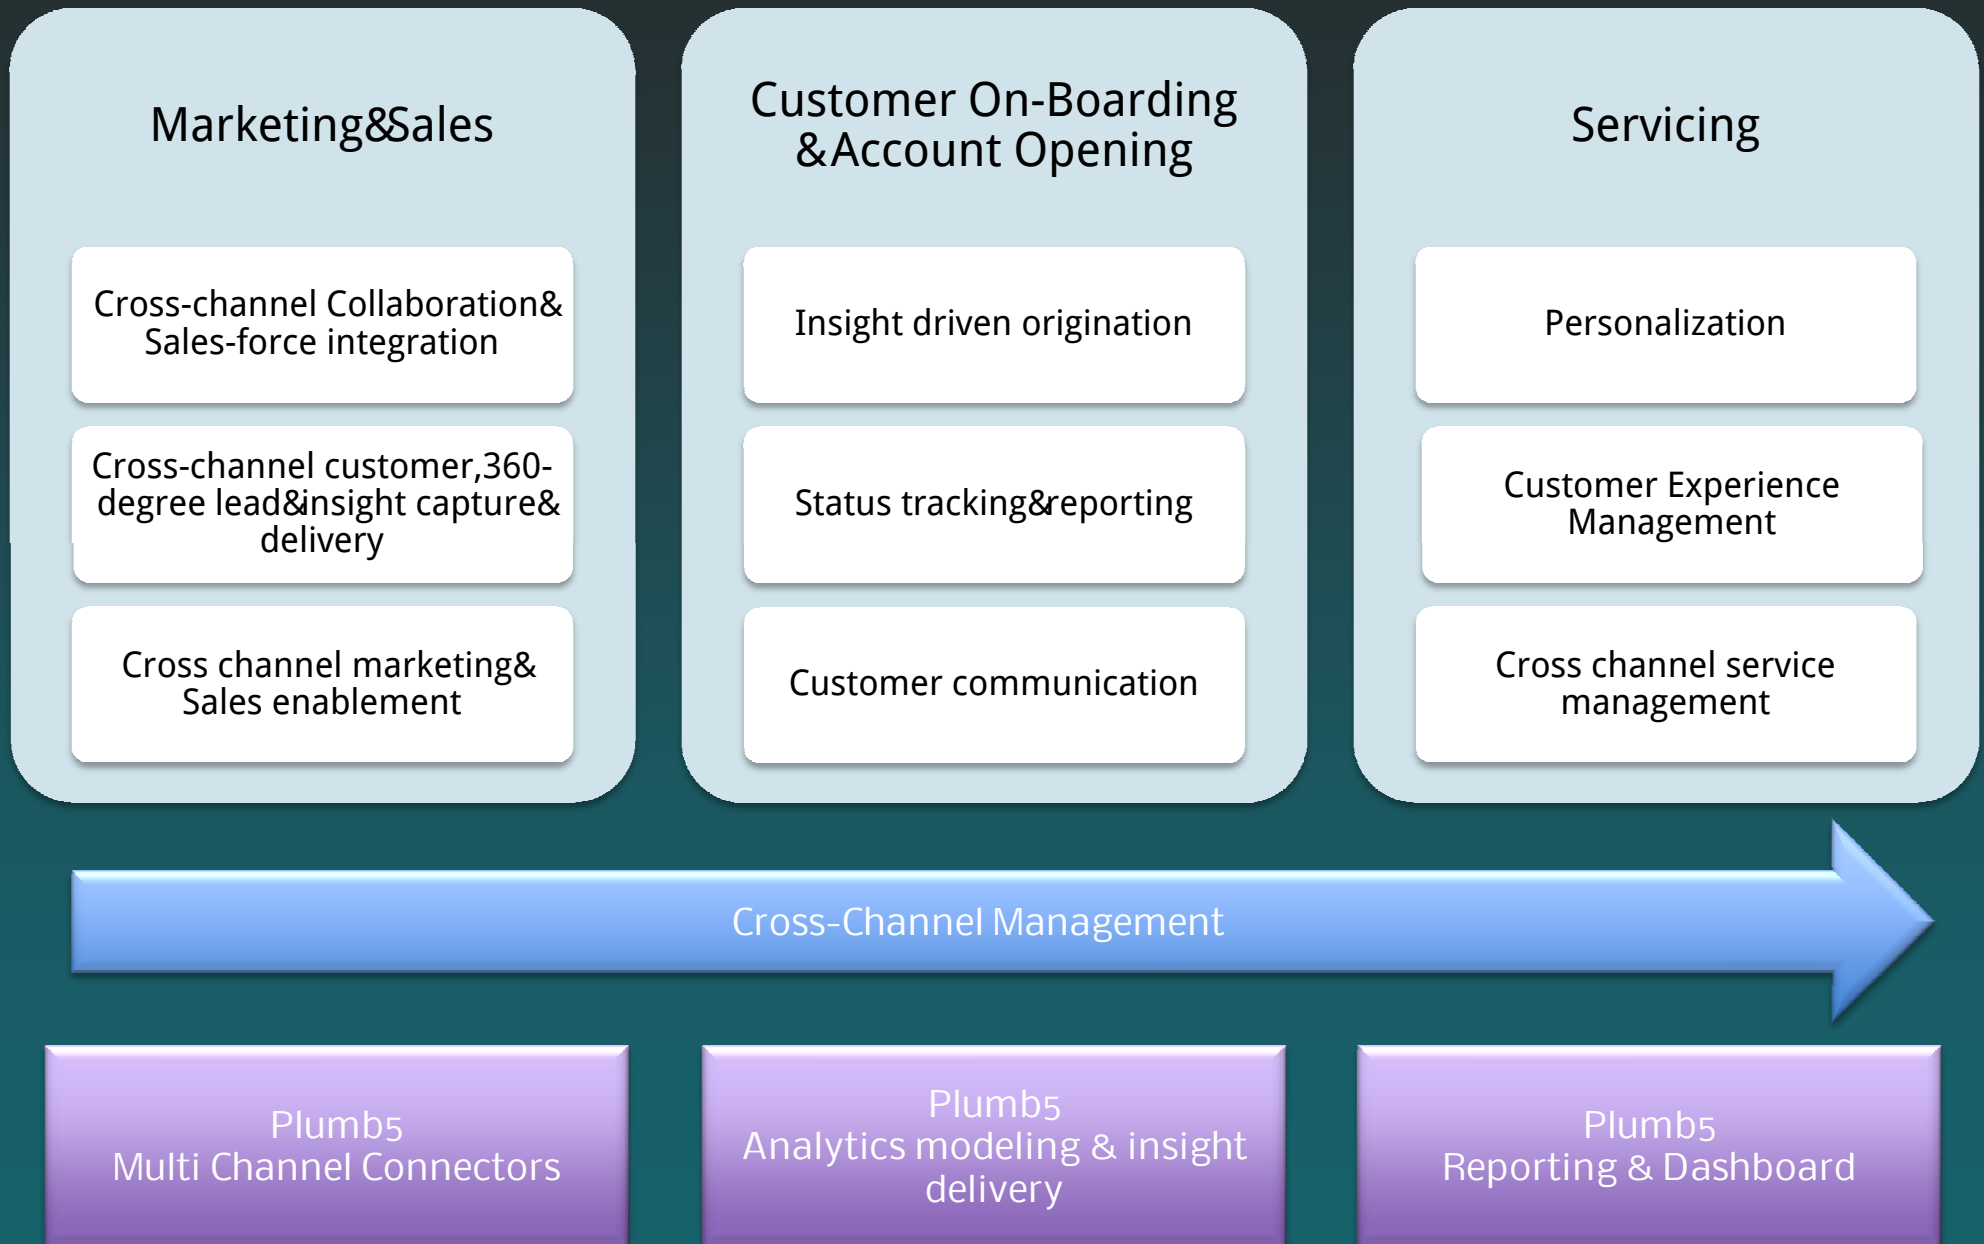 Marketing&Sales
Cross-channel Collaboration&
Sales-force integration
Cross-channel customer,360-
degree lead&insight capture&
delivery
Cross channel marketing&
Sales enablement
Customer On-Boarding
&Account Opening
Insight driven origination
Status tracking&reporting
Customer communication
Servicing
Personalization
Customer Experience
Management
Cross channel service
management
Cross-Channel Management
Plumb5
Multi Channel Connectors
Plumb5
Analytics modeling & insight
delivery
Plumb5
Reporting & Dashboard